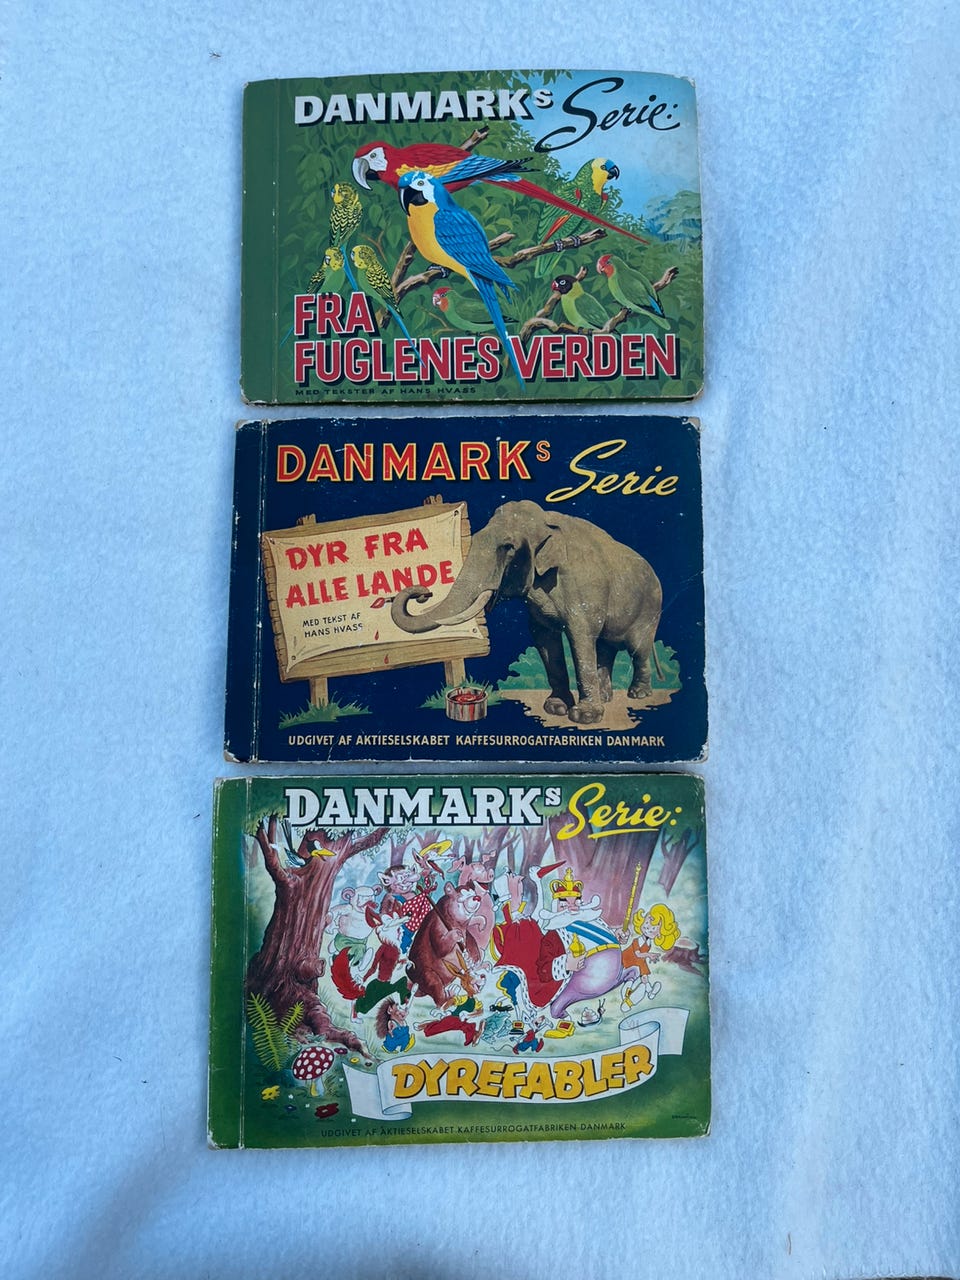 DANMARKS Serie:
FRA
FUGLENES VERDEN
MED TEKSTER AF HANS HVASS
DANMARKS Serie
DYR FRA
ALLE LANDE
MED TEKST AF
HANS HVASS
UDGIVET AF AKTIESELSKABET KAFFESURROGATFABRIKEN DANMARK
DANMARKS Serie:
DYREFABLER
UDGIVET AF AKTIESELSKABET KAFFESURROGATFABRIKEN DANMARK